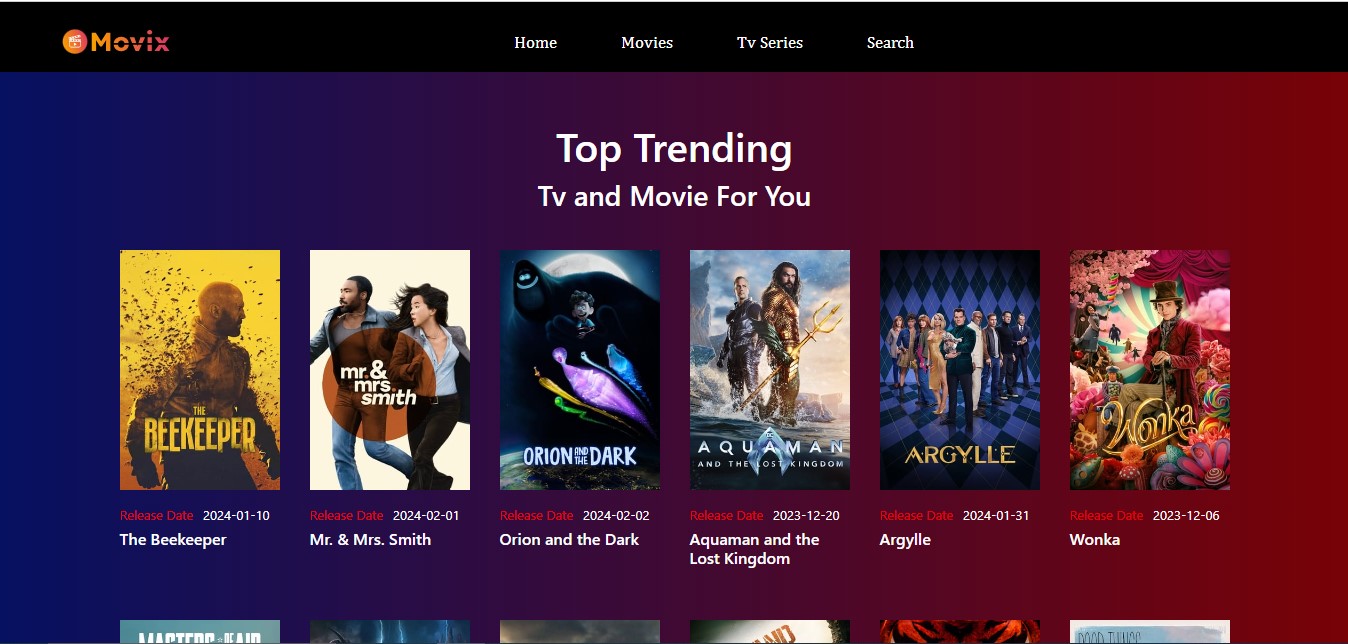 Movix
Home Movies Tv Series Search
Top Trending
Tv and Movie For You
THE
BEEKEEPER
mr. &
mrs.
smith
ORION AND THE DARK
AQUAMAN
AND THE LOST KINGDOM
ARGYLLE
Wonka
Release Date 2024-01-10
The Beekeeper
Release Date 2024-02-01
Mr. & Mrs. Smith
Release Date 2024-02-02
Orion and the Dark
Release Date 2023-12-20
Aquaman and the
Lost Kingdom
Release Date 2024-01-31
Argylle
Release Date 2023-12-06
Wonka
MASTERS OF AIR
GOOD THINGS